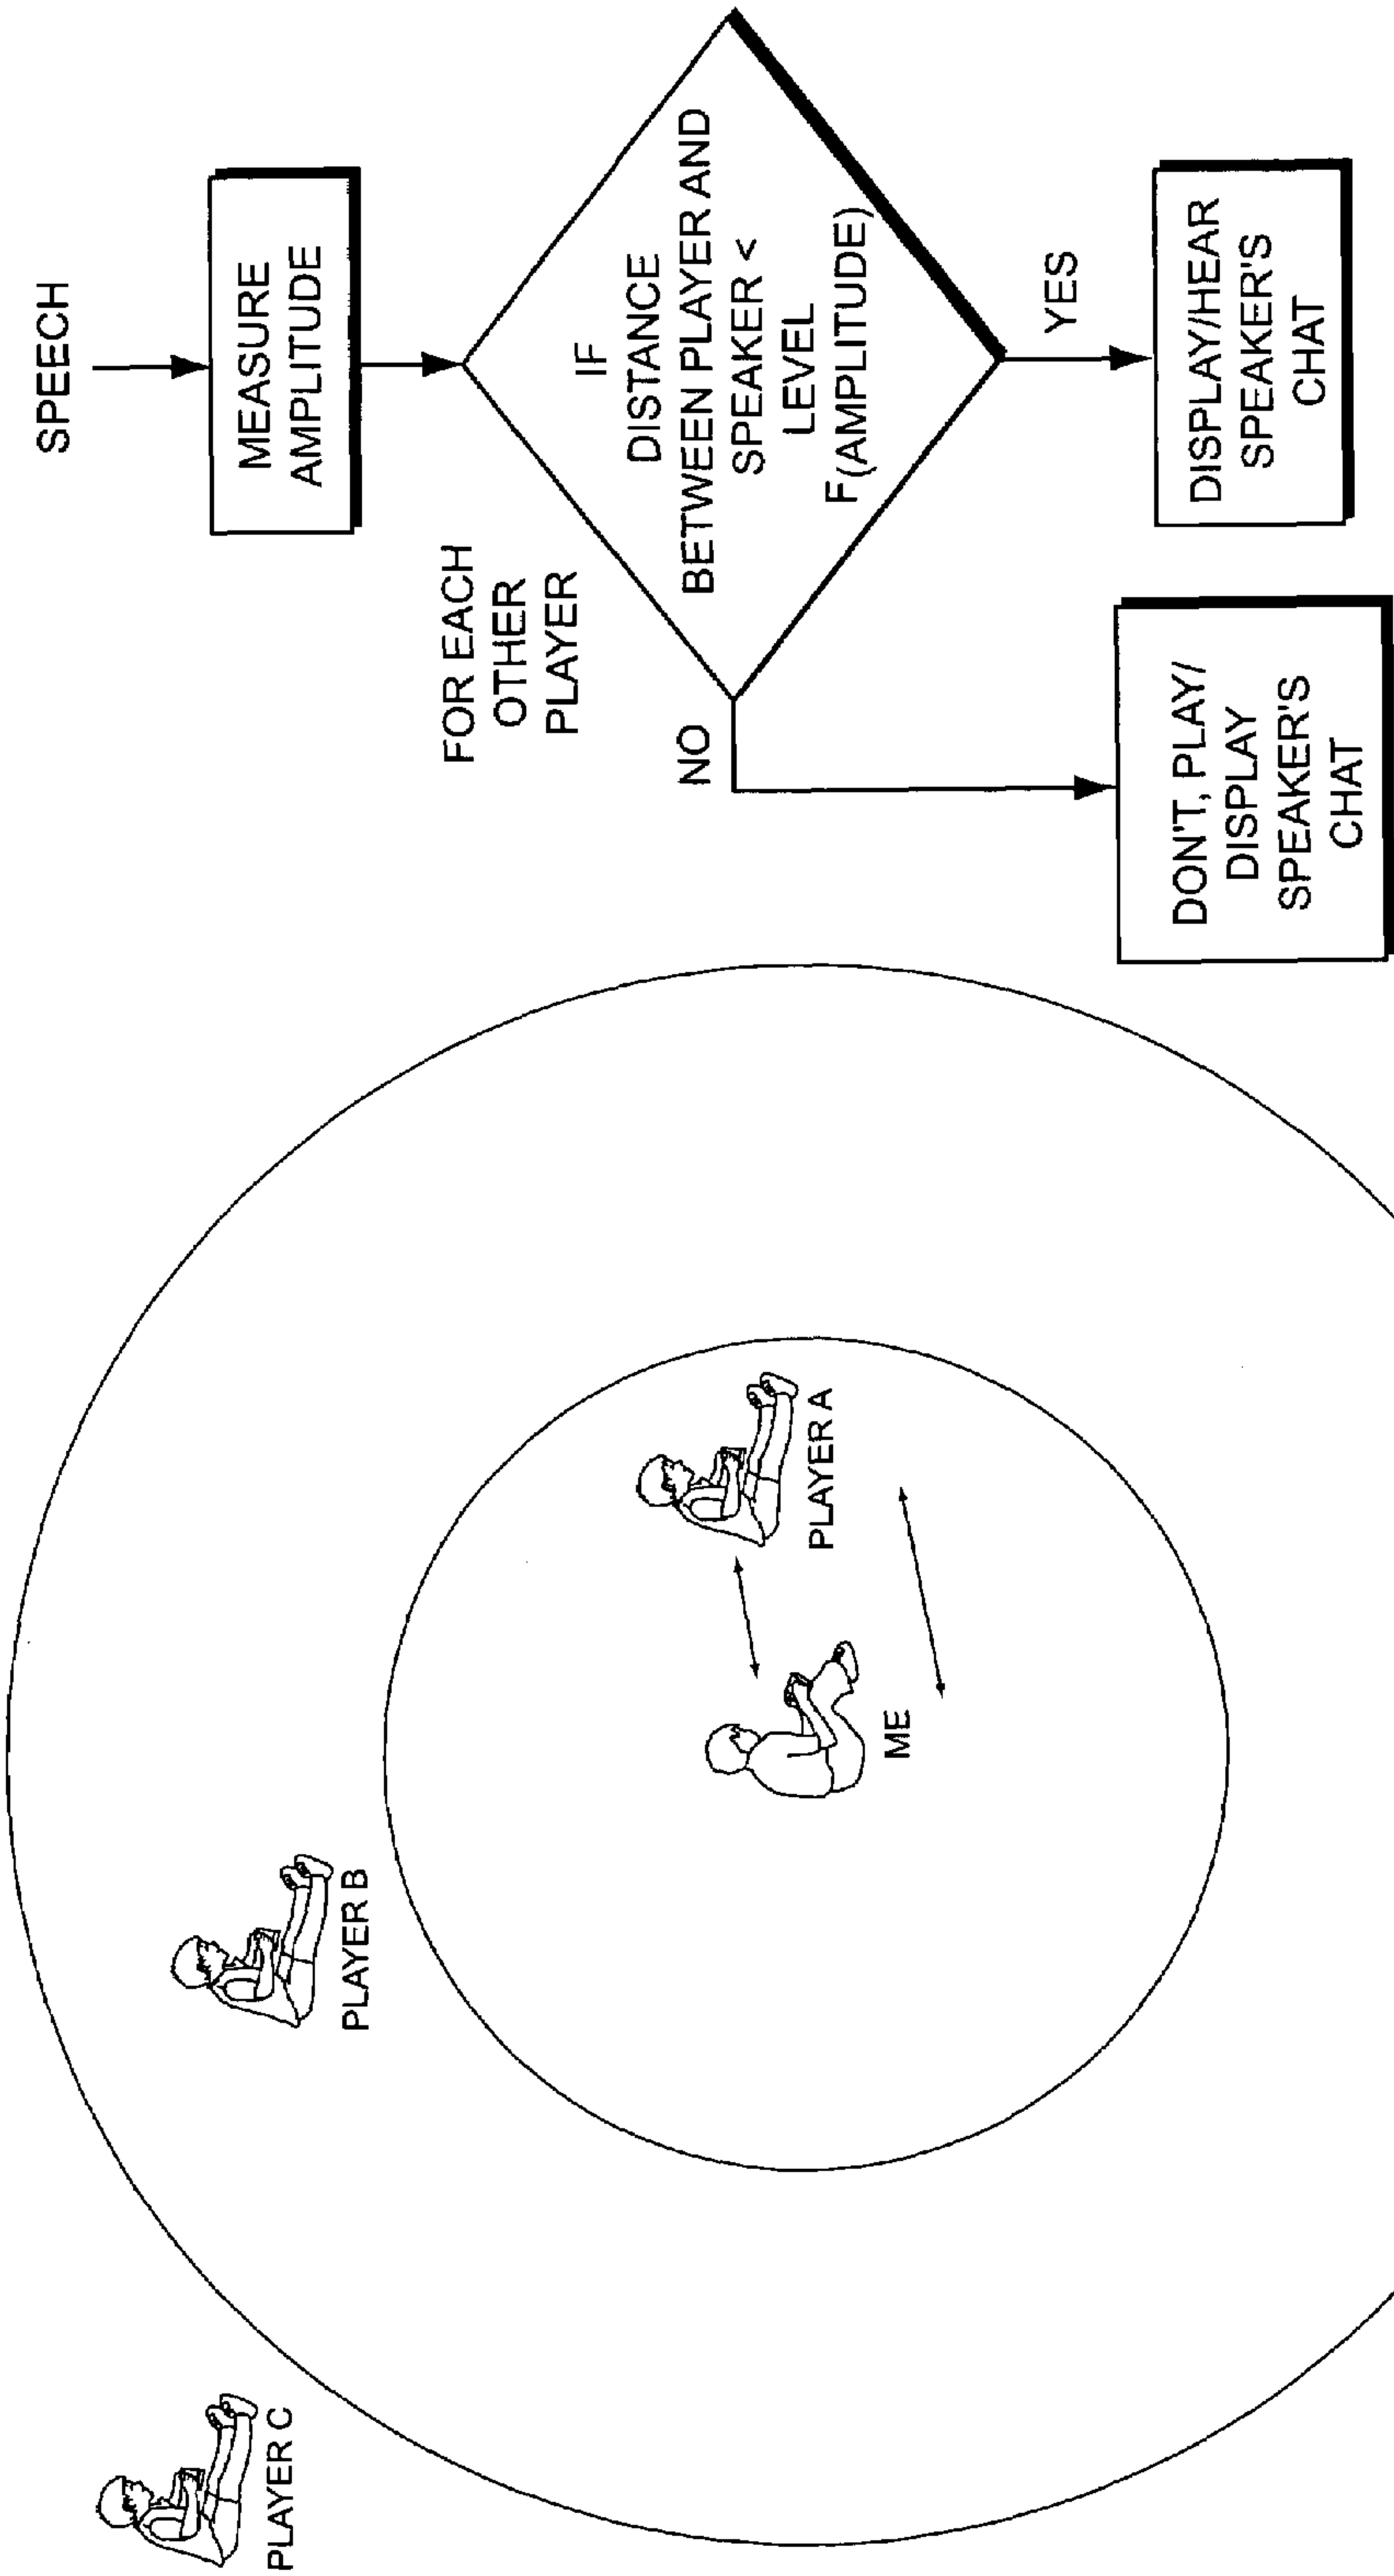 PLAYER C
PLAYER B
ME
PLAYER A
SPEECH
MEASURE
AMPLITUDE
FOR EACH
OTHER
PLAYER
IF
DISTANCE
BETWEEN PLAYER AND
SPEAKER <
LEVEL
F(AMPLITUDE)
NO
YES
DON'T, PLAY/
DISPLAY
SPEAKER'S
CHAT
DISPLAY/HEAR
SPEAKER'S
CHAT